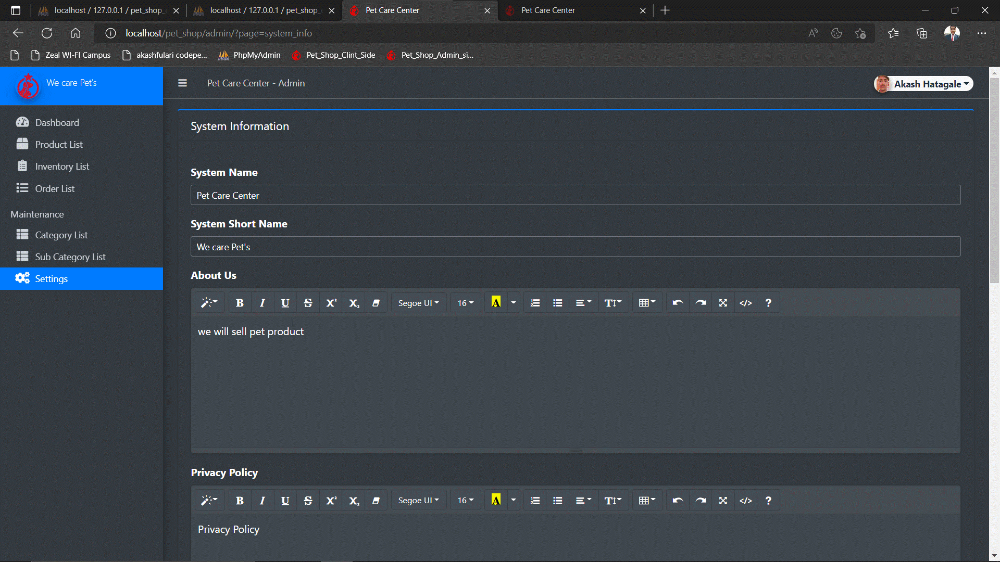 localhost / 127.0.0.1 / pet_shop_
localhost / 127.0.0.1 / pet_shop_
Pet Care Center
Pet Care Center
localhost/pet_shop/admin/?page=system_info
Zeal WI-FI Campus
akashfulari codepe...
PhpMyAdmin
Pet_Shop_Clint_Side
Pet_Shop_Admin_si...
We care Pet's
Pet Care Center - Admin
Akash Hatagale
Dashboard
Product List
Inventory List
Order List
Maintenance
Category List
Sub Category List
Settings
System Information
System Name
Pet Care Center
System Short Name
We care Pet's
About Us
B I U S X² X₂ Segoe UI 16 A T </> ?
we will sell pet product
Privacy Policy
B I U S X² X₂ Segoe UI 16 A T </> ?
Privacy Policy